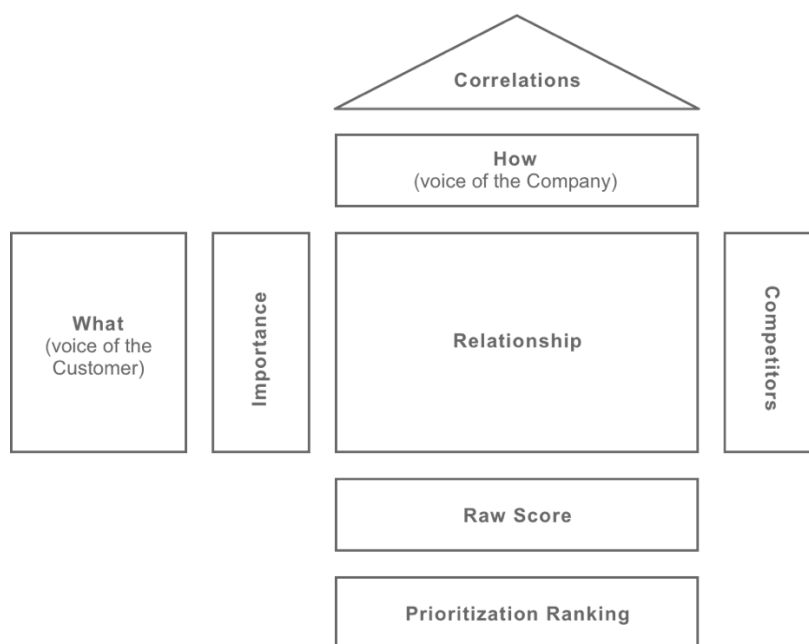 Correlations
How
(voice of the Company)
What
(voice of the
Customer)
Importance
Relationship
Competitors
Raw Score
Prioritization Ranking